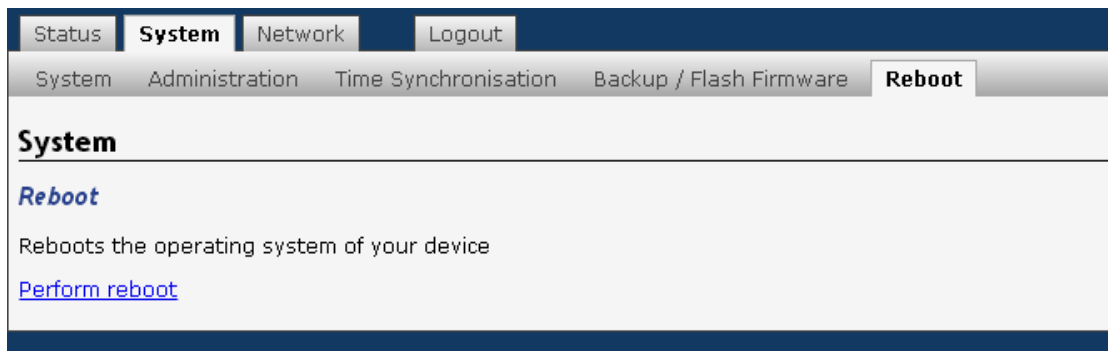 Status System Network Logout
System Administration Time Synchronisation Backup / Flash Firmware Reboot
System
Reboot
Reboots the operating system of your device
Perform reboot